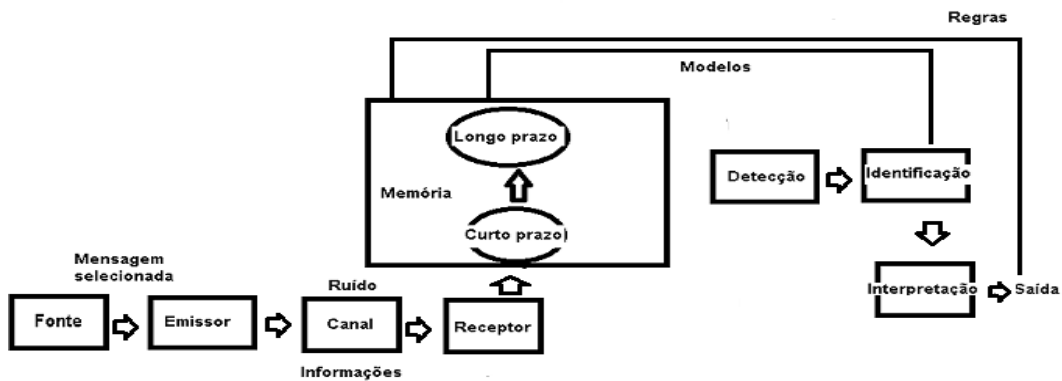 Regras
Modelos
Longo prazo
Memória
Curto prazo
Detecção
Identificação
Interpretação
Saída
Mensagem
selecionada
Fonte
Emissor
Ruído
Canal
Informações
Receptor